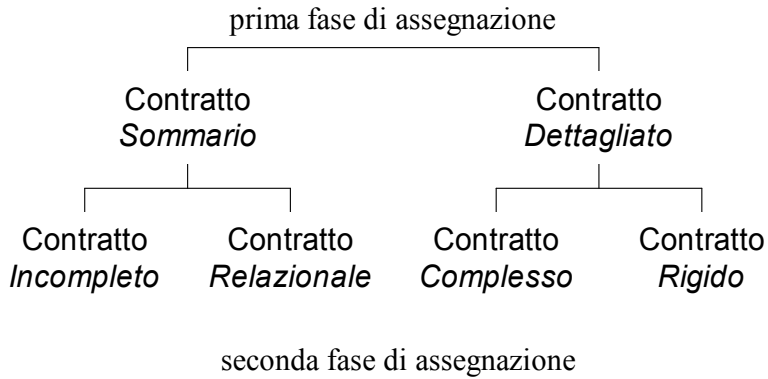 prima fase di assegnazione
Contratto
Sommario
Contratto
Dettagliato
Contratto
Incompleto
Contratto
Relazionale
Contratto
Complesso
Contratto
Rigido
seconda fase di assegnazione